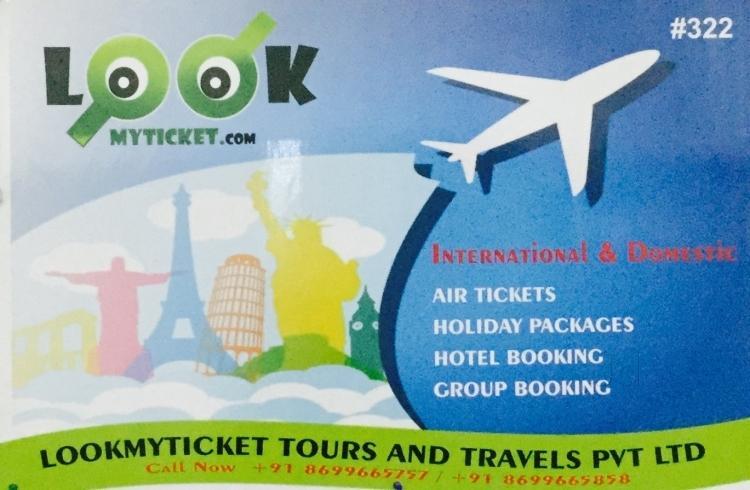 #322
LOOK
MYTICKET.COM
INTERNATIONAL & DOMESTIC
AIR TICKETS
HOLIDAY PACKAGES
HOTEL BOOKING
GROUP BOOKING
LOOKMYTICKET TOURS AND TRAVELS PVT LTD
Call Now +91 8699665757 / +91 8699665858